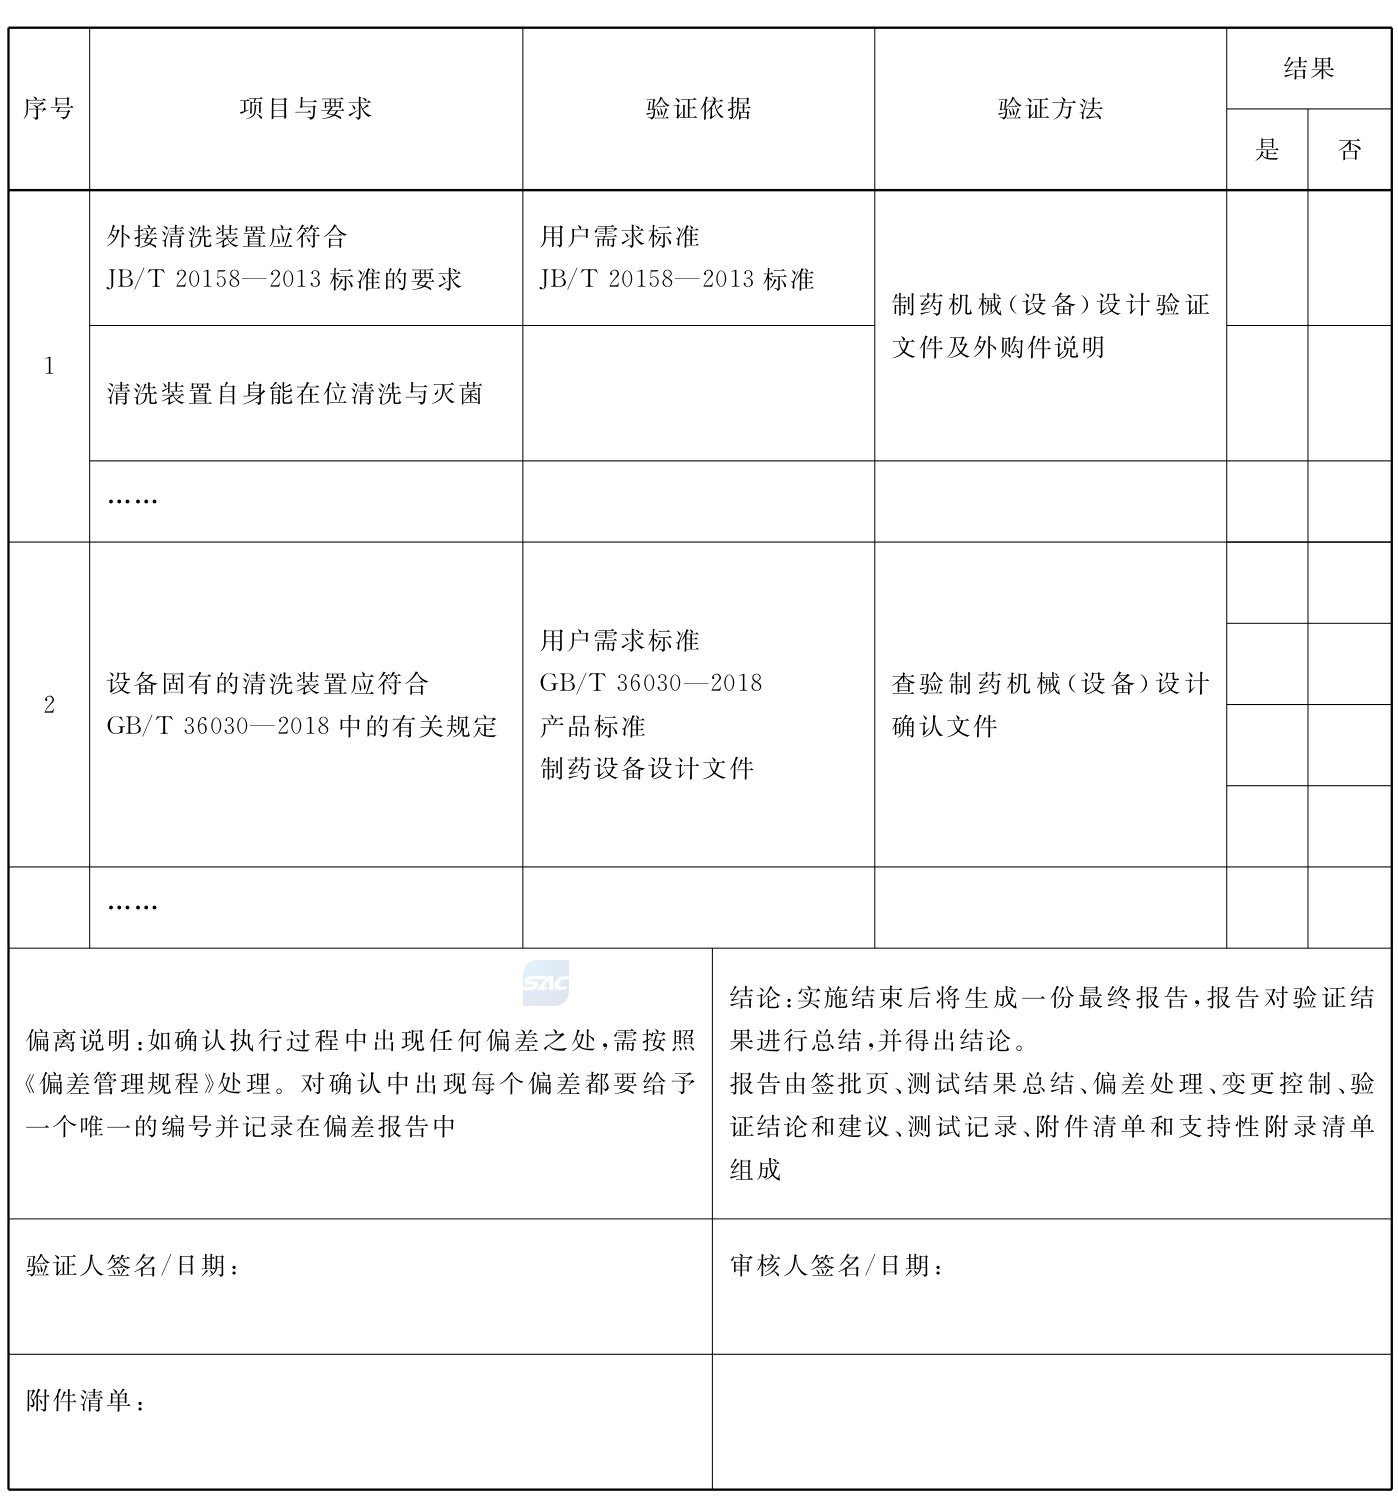 序号
项目与要求
验证依据
验证方法
结果
是
否
1
外接清洗装置应符合
JB/T 20158—2013 标准的要求
用户需求标准
JB/T 20158—2013 标准
制药机械(设备)设计验证
文件及外购件说明
清洗装置自身能在位清洗与灭菌
……
2
设备固有的清洗装置应符合
GB/T 36030—2018 中的有关规定
用户需求标准
GB/T 36030—2018
产品标准
制药设备设计文件
查验制药机械(设备)设计
确认文件
……
SAC
偏离说明:如确认执行过程中出现任何偏差之处,需按照
《偏差管理规程》处理。对确认中出现每个偏差都要给予
一个唯一的编号并记录在偏差报告中
结论:实施结束后将生成一份最终报告,报告对验证结
果进行总结,并得出结论。
报告由签批页、测试结果总结、偏差处理、变更控制、验
证结论和建议、测试记录、附件清单和支持性附录清单
组成
验证人签名/日期:
审核人签名/日期:
附件清单: